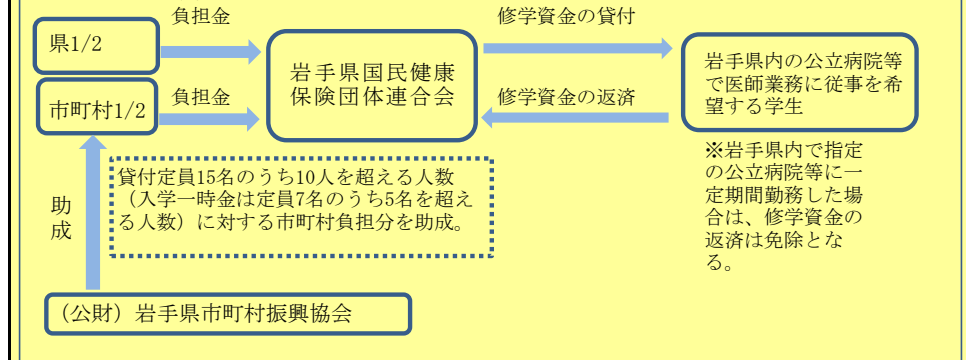 負担金
県1/2
負担金
市町村1/2
岩手県国民健康
保険団体連合会
修学資金の貸付
修学資金の返済
岩手県内の公立病院等
で医師業務に従事を希
望する学生
※岩手県内で指定
の公立病院等に一
定期間勤務した場
合は、修学資金の
返済は免除とな
る。
助
成
貸付定員15名のうち10人を超える人数
（入学一時金は定員7名のうち5名を超え
る人数）に対する市町村負担分を助成。
（公財）岩手県市町村振興協会